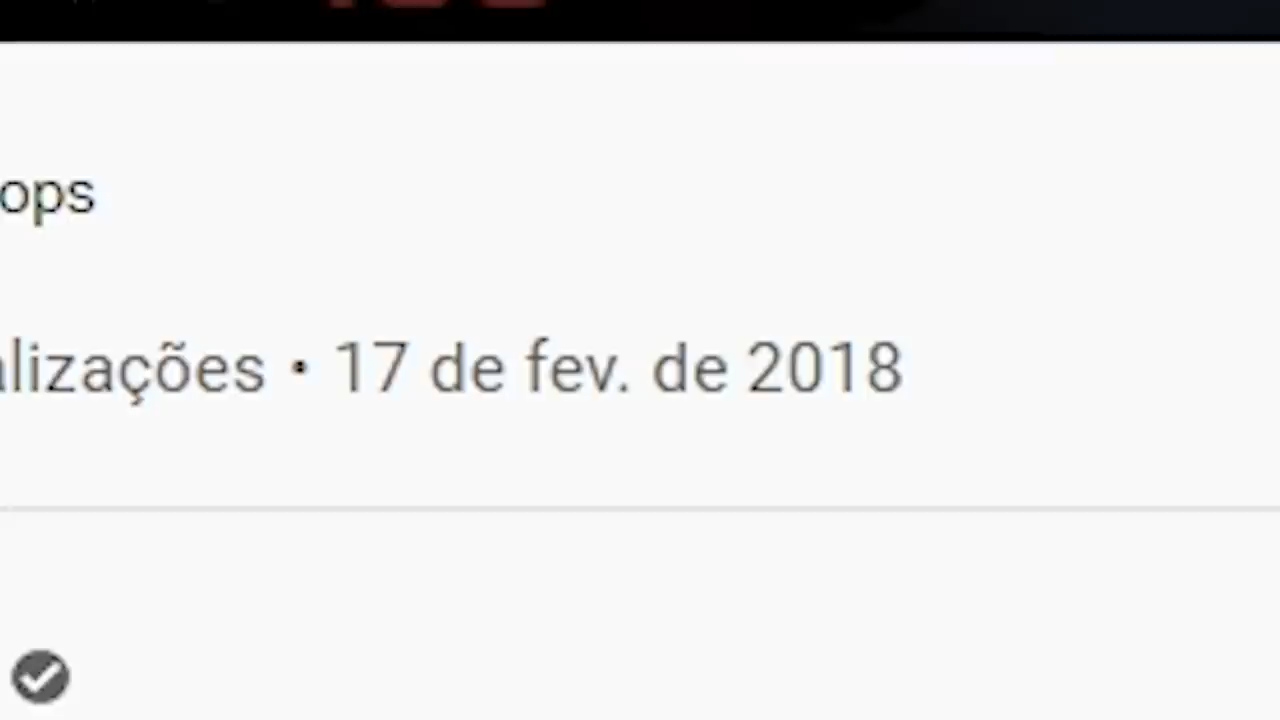 ops
alizações • 17 de fev. de 2018